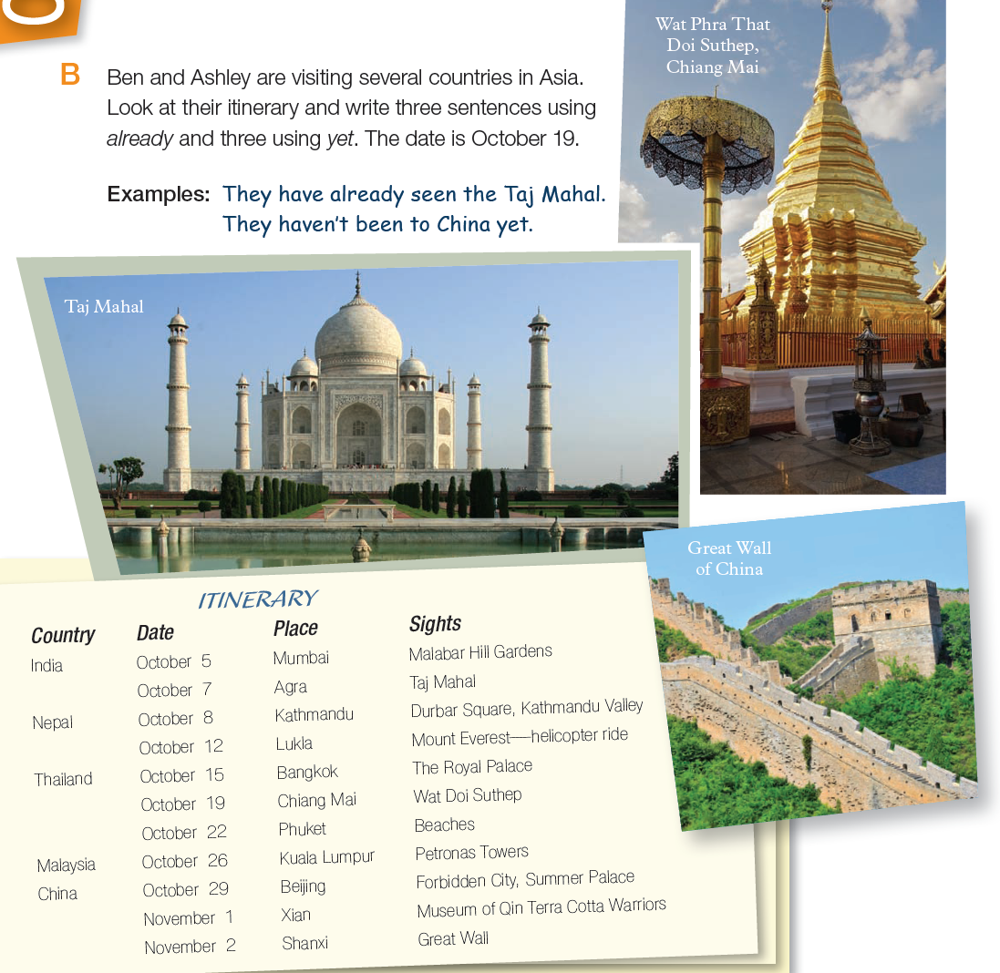 Wat Phra That
Doi Suthep,
Chiang Mai
B Ben and Ashley are visiting several countries in Asia.
Look at their itinerary and write three sentences using
already and three using yet. The date is October 19.
Examples: They have already seen the Taj Mahal.
They haven't been to China yet.
Taj Mahal
Great Wall
of China
ITINERARY
Country Date Place Sights
India October 5 Mumbai Malabar Hill Gardens
October 7 Agra Taj Mahal
Nepal October 8 Kathmandu Durbar Square, Kathmandu Valley
October 12 Lukla Mount Everest—helicopter ride
Thailand October 15 Bangkok The Royal Palace
October 19 Chiang Mai Wat Doi Suthep
October 22 Phuket Beaches
Malaysia October 26 Kuala Lumpur Petronas Towers
China October 29 Beijing Forbidden City, Summer Palace
November 1 Xian Museum of Qin Terra Cotta Warriors
November 2 Shanxi Great Wall